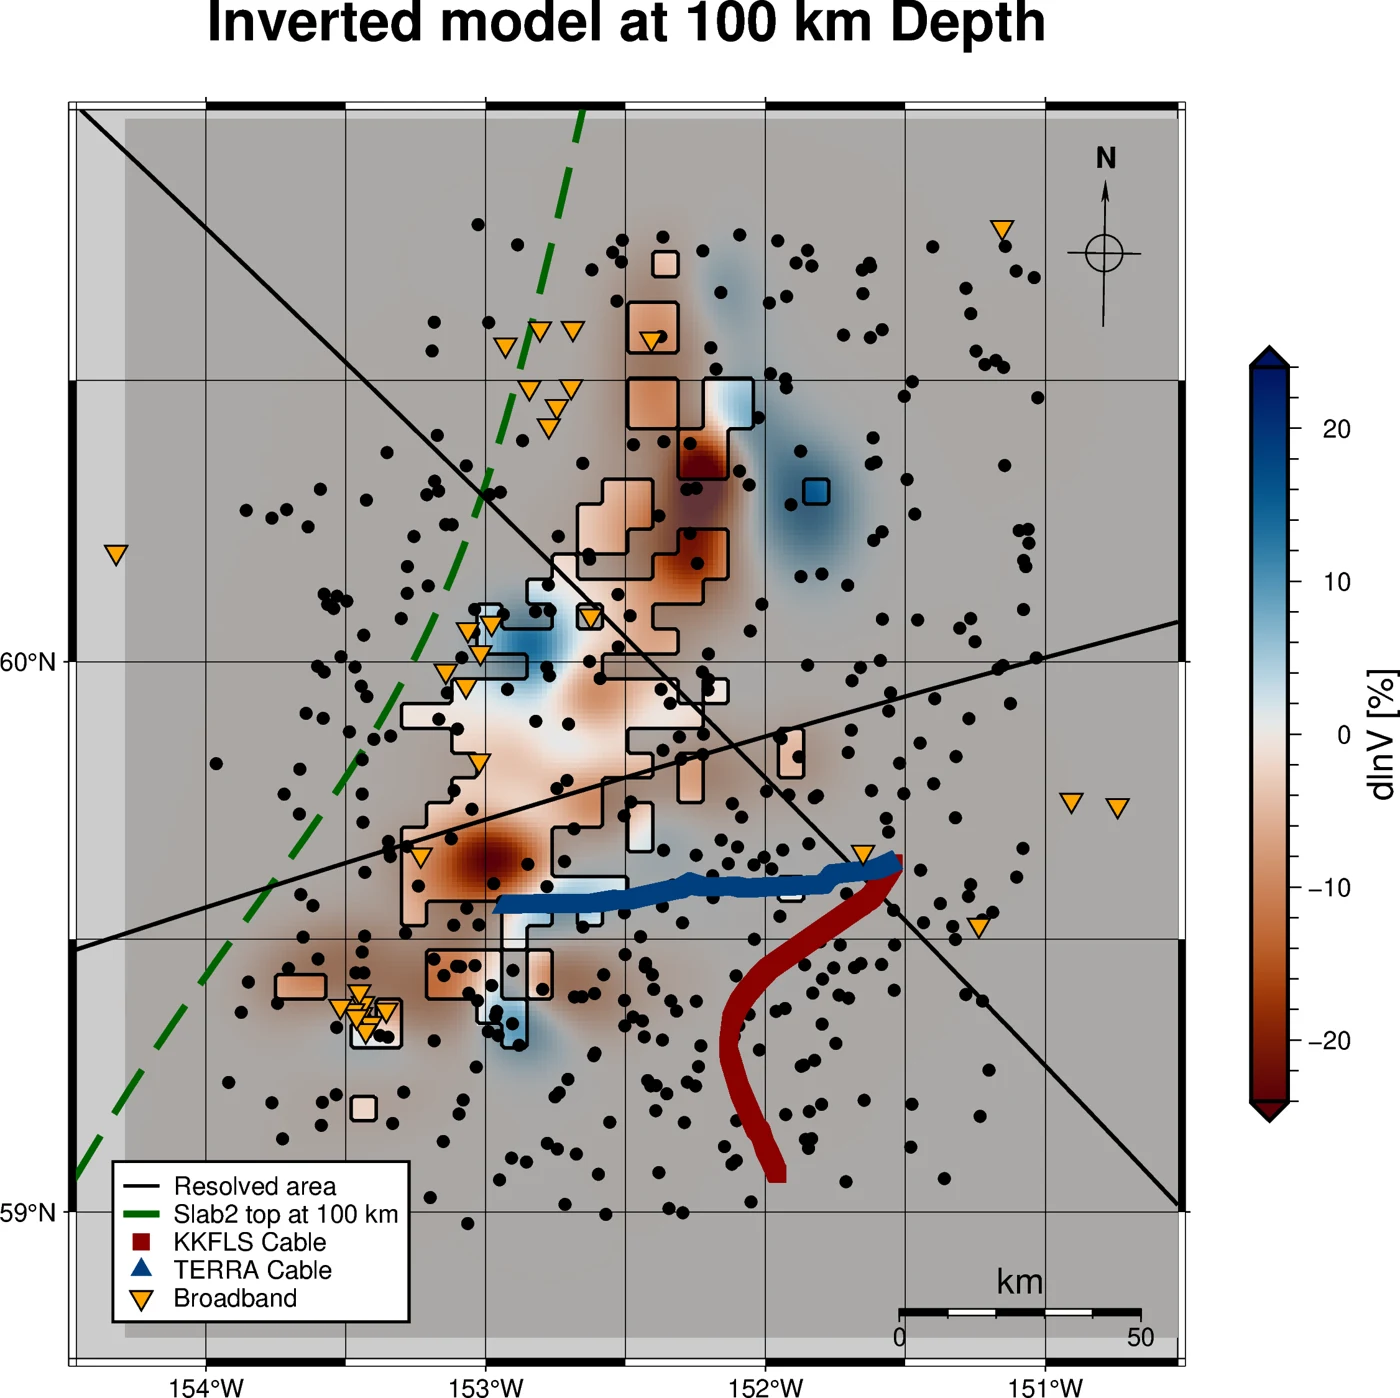 Inverted model at 100 km Depth
N
20
10
0
−10
−20
dlnV [%]
60°N
59°N
Resolved area
Slab2 top at 100 km
KKFLS Cable
TERRA Cable
Broadband
km
0 50
154°W 153°W 152°W 151°W